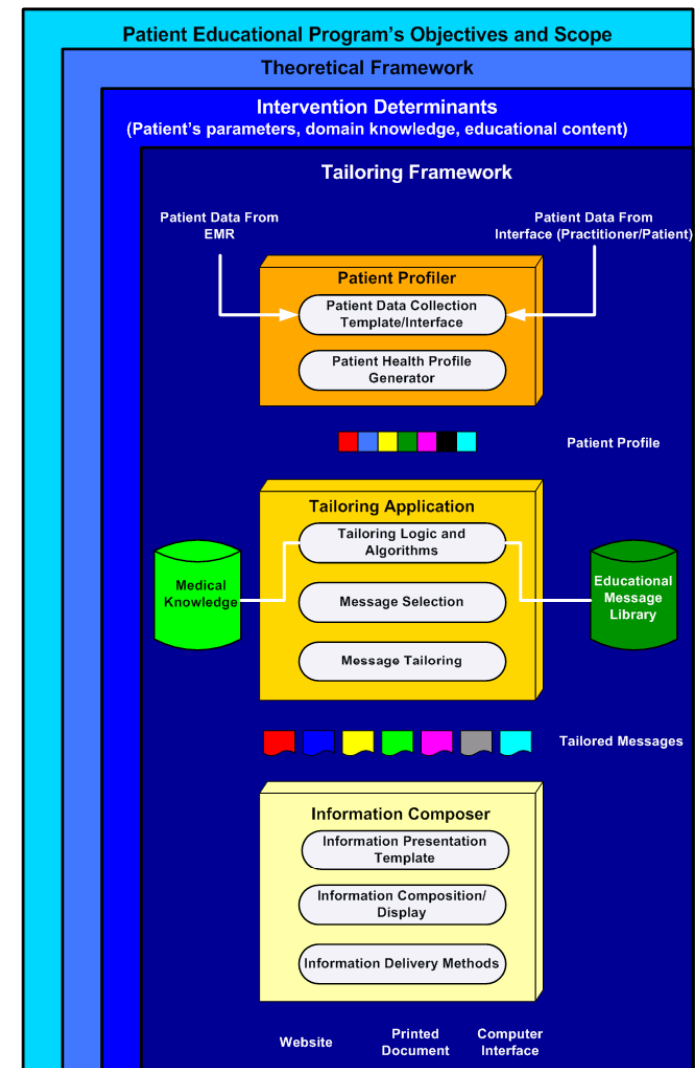 Patient Educational Program's Objectives and Scope
Theoretical Framework
Intervention Determinants
(Patient's parameters, domain knowledge, educational content)
Tailoring Framework
Patient Data From
EMR
Patient Data From
Interface (Practitioner/Patient)
Patient Profiler
Patient Data Collection
Template/Interface
Patient Health Profile
Generator
Patient Profile
Tailoring Application
Tailoring Logic and
Algorithms
Medical
Knowledge
Message Selection
Educational
Message
Library
Message Tailoring
Tailored Messages
Information Composer
Information Presentation
Template
Information Composition/
Display
Information Delivery Methods
Website
Printed
Document
Computer
Interface